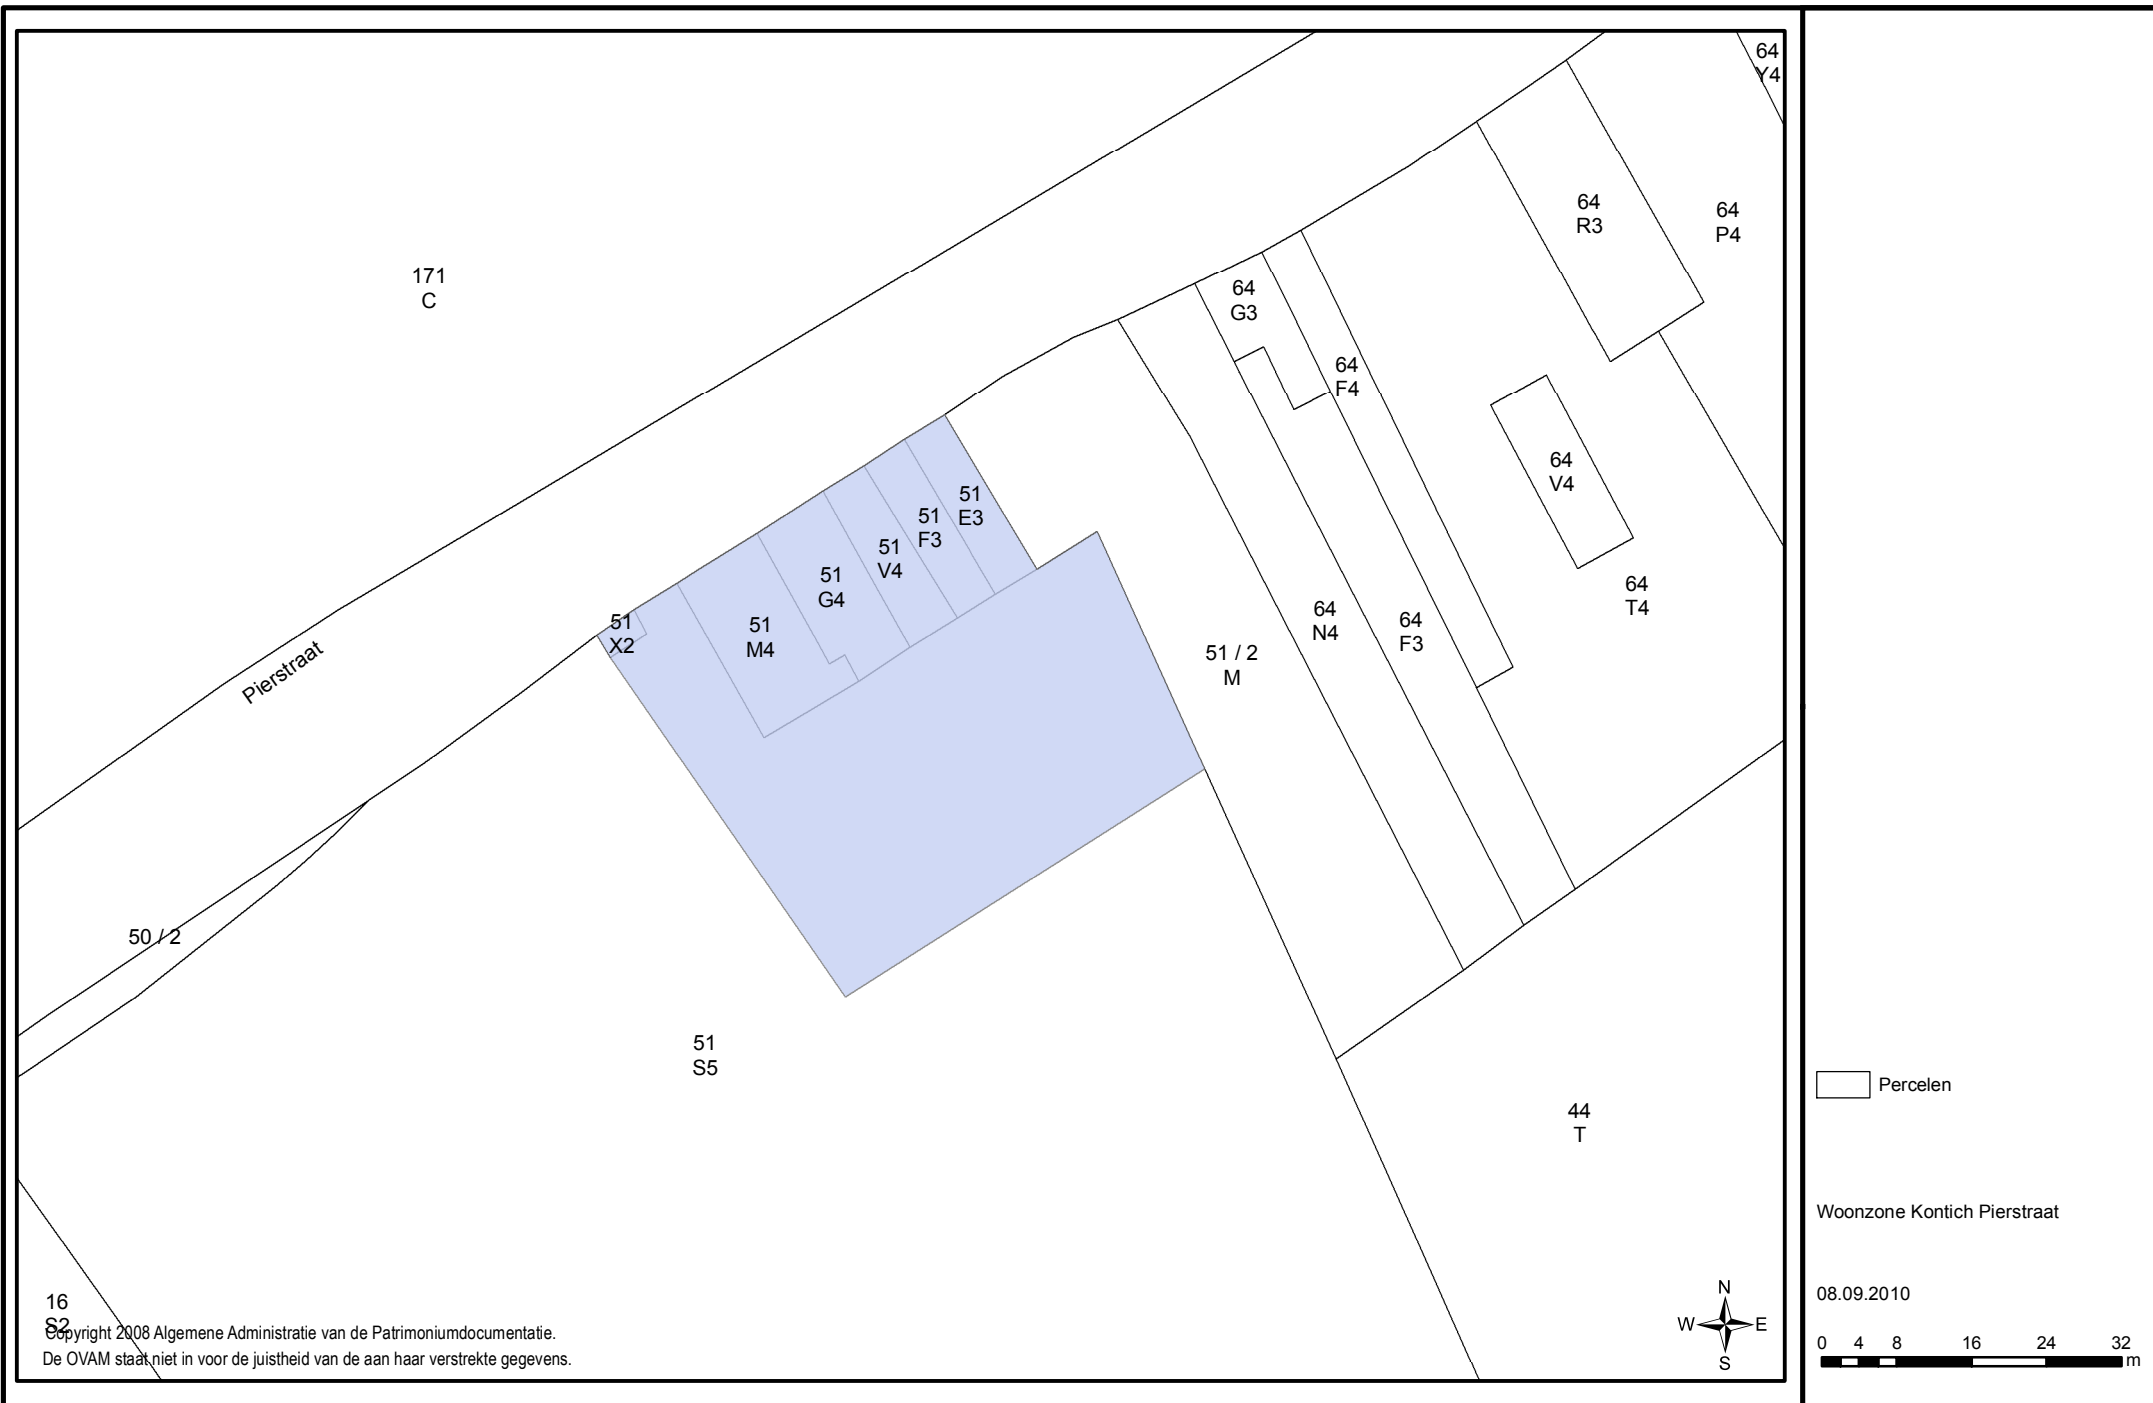 64
Y4
64
R3
64
P4
171
C
64
G3
64
F4
64
V4
51
E3
51
F3
51
V4
51
G4
51
X2
51
M4
64
T4
64
N4
64
F3
51 / 2
M
Pierstraat
50 / 2
51
S5
44
T
16
S2
Copyright 2008 Algemene Administratie van de Patrimoniumdocumentatie.
De OVAM staat niet in voor de juistheid van de aan haar verstrekte gegevens.
N
W E
S
Percelen
Woonzone Kontich Pierstraat
08.09.2010
0 4 8 16 24 32
m